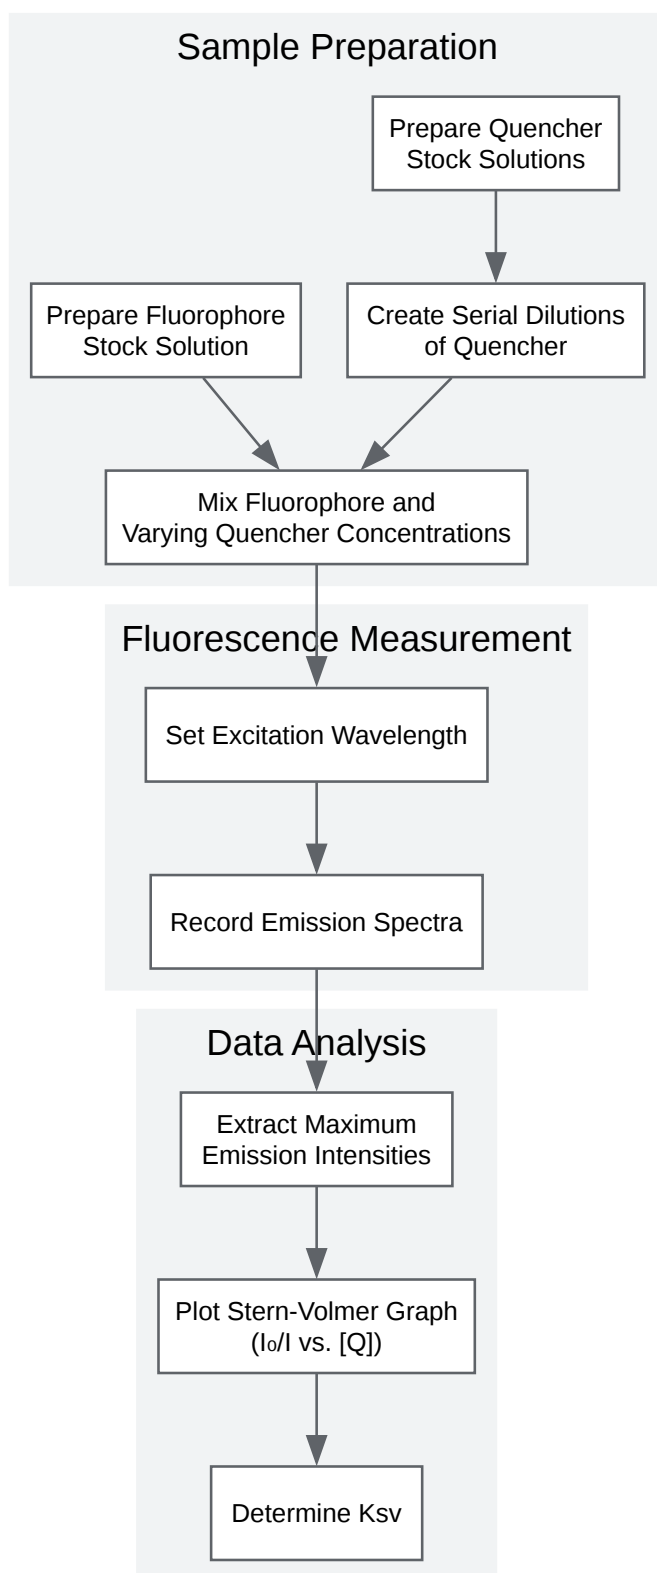 Sample Preparation
Prepare Quencher
Stock Solutions
Prepare Fluorophore
Stock Solution
Create Serial Dilutions
of Quencher
Mix Fluorophore and
Varying Quencher Concentrations
Fluorescence Measurement
Set Excitation Wavelength
Record Emission Spectra
Data Analysis
Extract Maximum
Emission Intensities
Plot Stern-Volmer Graph
(I₀/I vs. [Q])
Determine Ksv